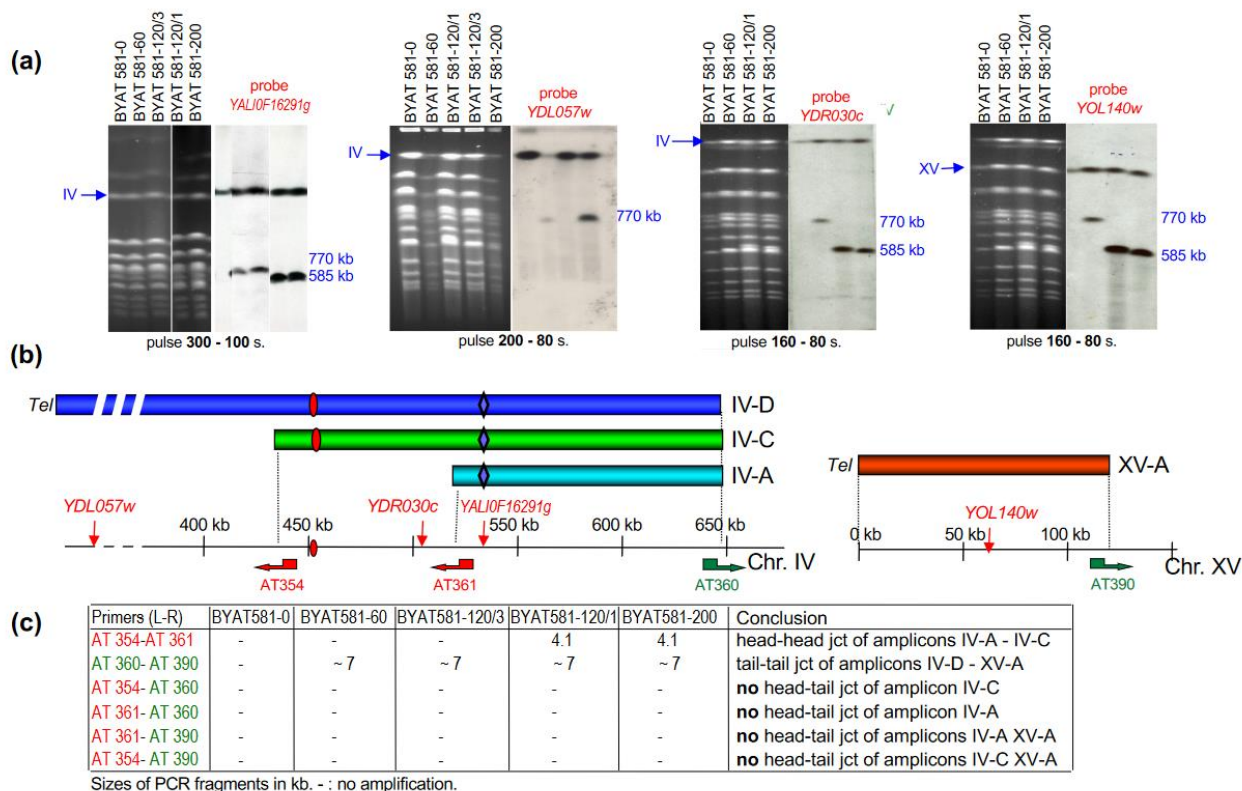 (a)
BYAT 581-0
BYAT 581-60
BYAT 581-120/3
BYAT 581-120/1
BYAT 581-200
probe
YALI0F16291g
IV
770 kb
585 kb
pulse 300 - 100 s.
BYAT 581-0
BYAT 581-60
BYAT 581-120/1
BYAT 581-120/3
BYAT 581-200
probe
YDL057w
IV
770 kb
pulse 200 - 80 s.
BYAT 581-0
BYAT 581-60
BYAT 581-120/1
BYAT 581-200
probe
YDR030c
IV
770 kb
585 kb
pulse 160 - 80 s.
BYAT 581-0
BYAT 581-60
BYAT 581-120/1
BYAT 581-200
probe
YOL140w
XV
770 kb
585 kb
pulse 160 - 80 s.
(b)
Tel IV-D
IV-C
IV-A
YDL057w YDR030c YALI0F16291g
400 kb 450 kb 550 kb 600 kb 650 kb
Chr. IV
AT354 AT361 AT360
Tel XV-A
YOL140w
0 kb 50 kb 100 kb
Chr. XV
AT390
(c)
Primers (L-R) BYAT581-0 BYAT581-60 BYAT581-120/3 BYAT581-120/1 BYAT581-200 Conclusion
AT 354-AT 361 - - - 4.1 4.1 head-head jct of amplicons IV-A - IV-C
AT 360- AT 390 - ~ 7 ~ 7 ~ 7 ~ 7 tail-tail jct of amplicons IV-D - XV-A
AT 354- AT 360 - - - - - no head-tail jct of amplicon IV-C
AT 361- AT 360 - - - - - no head-tail jct of amplicon IV-A
AT 361- AT 390 - - - - - no head-tail jct of amplicons IV-A XV-A
AT 354- AT 390 - - - - - no head-tail jct of amplicons IV-C XV-A
Sizes of PCR fragments in kb. - : no amplification.